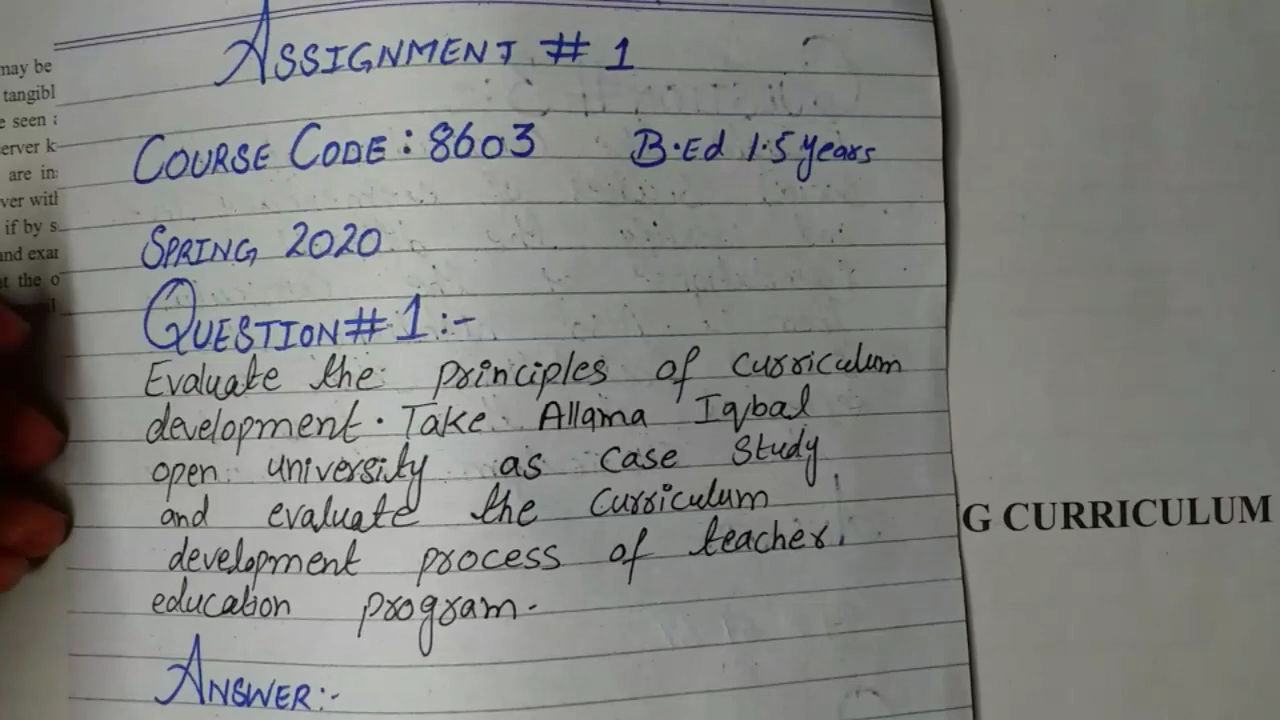 may be
tangibl
e seen
erver k
are in
ver with
if by s
and exar
t the o
ASSIGNMENT # 1
COURSE CODE : 8603 B.Ed 1.5 years
SPRING 2020
QUESTION # 1 :-
Evaluate the principles of curriculum
development. Take Allama Iqbal
open university as case study
and evaluate the curriculum
development process of teacher
education program.
ANSWER:-
G CURRICULUM